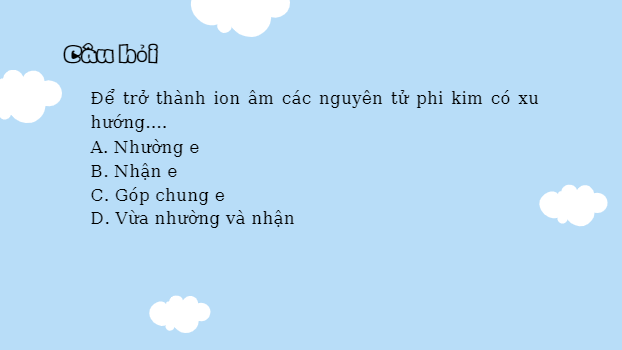 Câu hỏi
Để trở thành ion âm các nguyên tử phi kim có xu
hướng....
A. Nhường e
B. Nhận e
C. Góp chung e
D. Vừa nhường và nhận